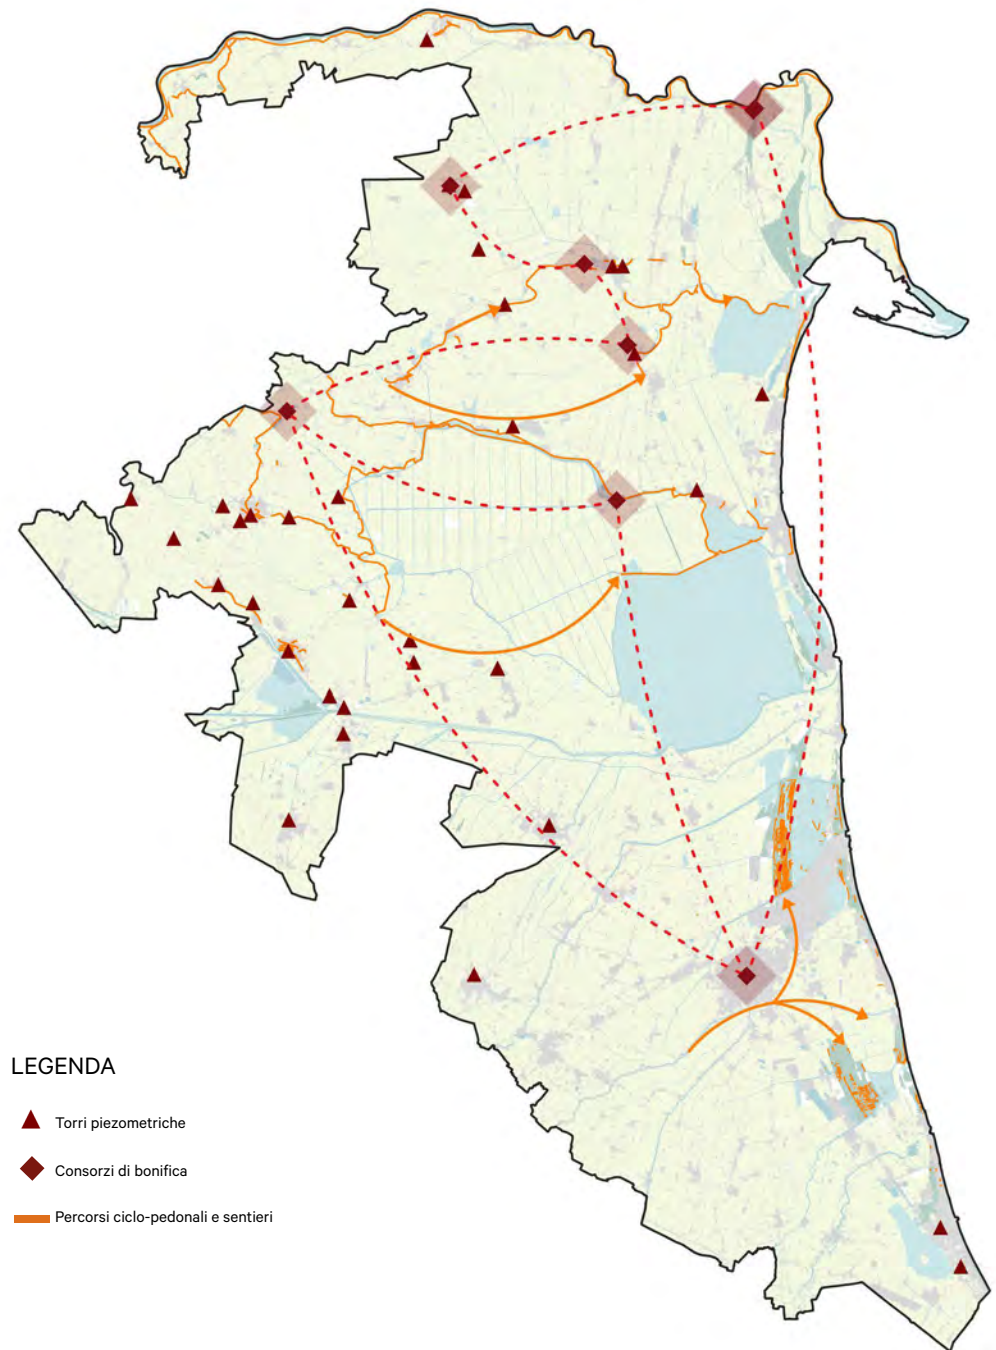 LEGENDA
Torri piezometriche
Consorzi di bonifica
Percorsi ciclo-pedonali e sentieri